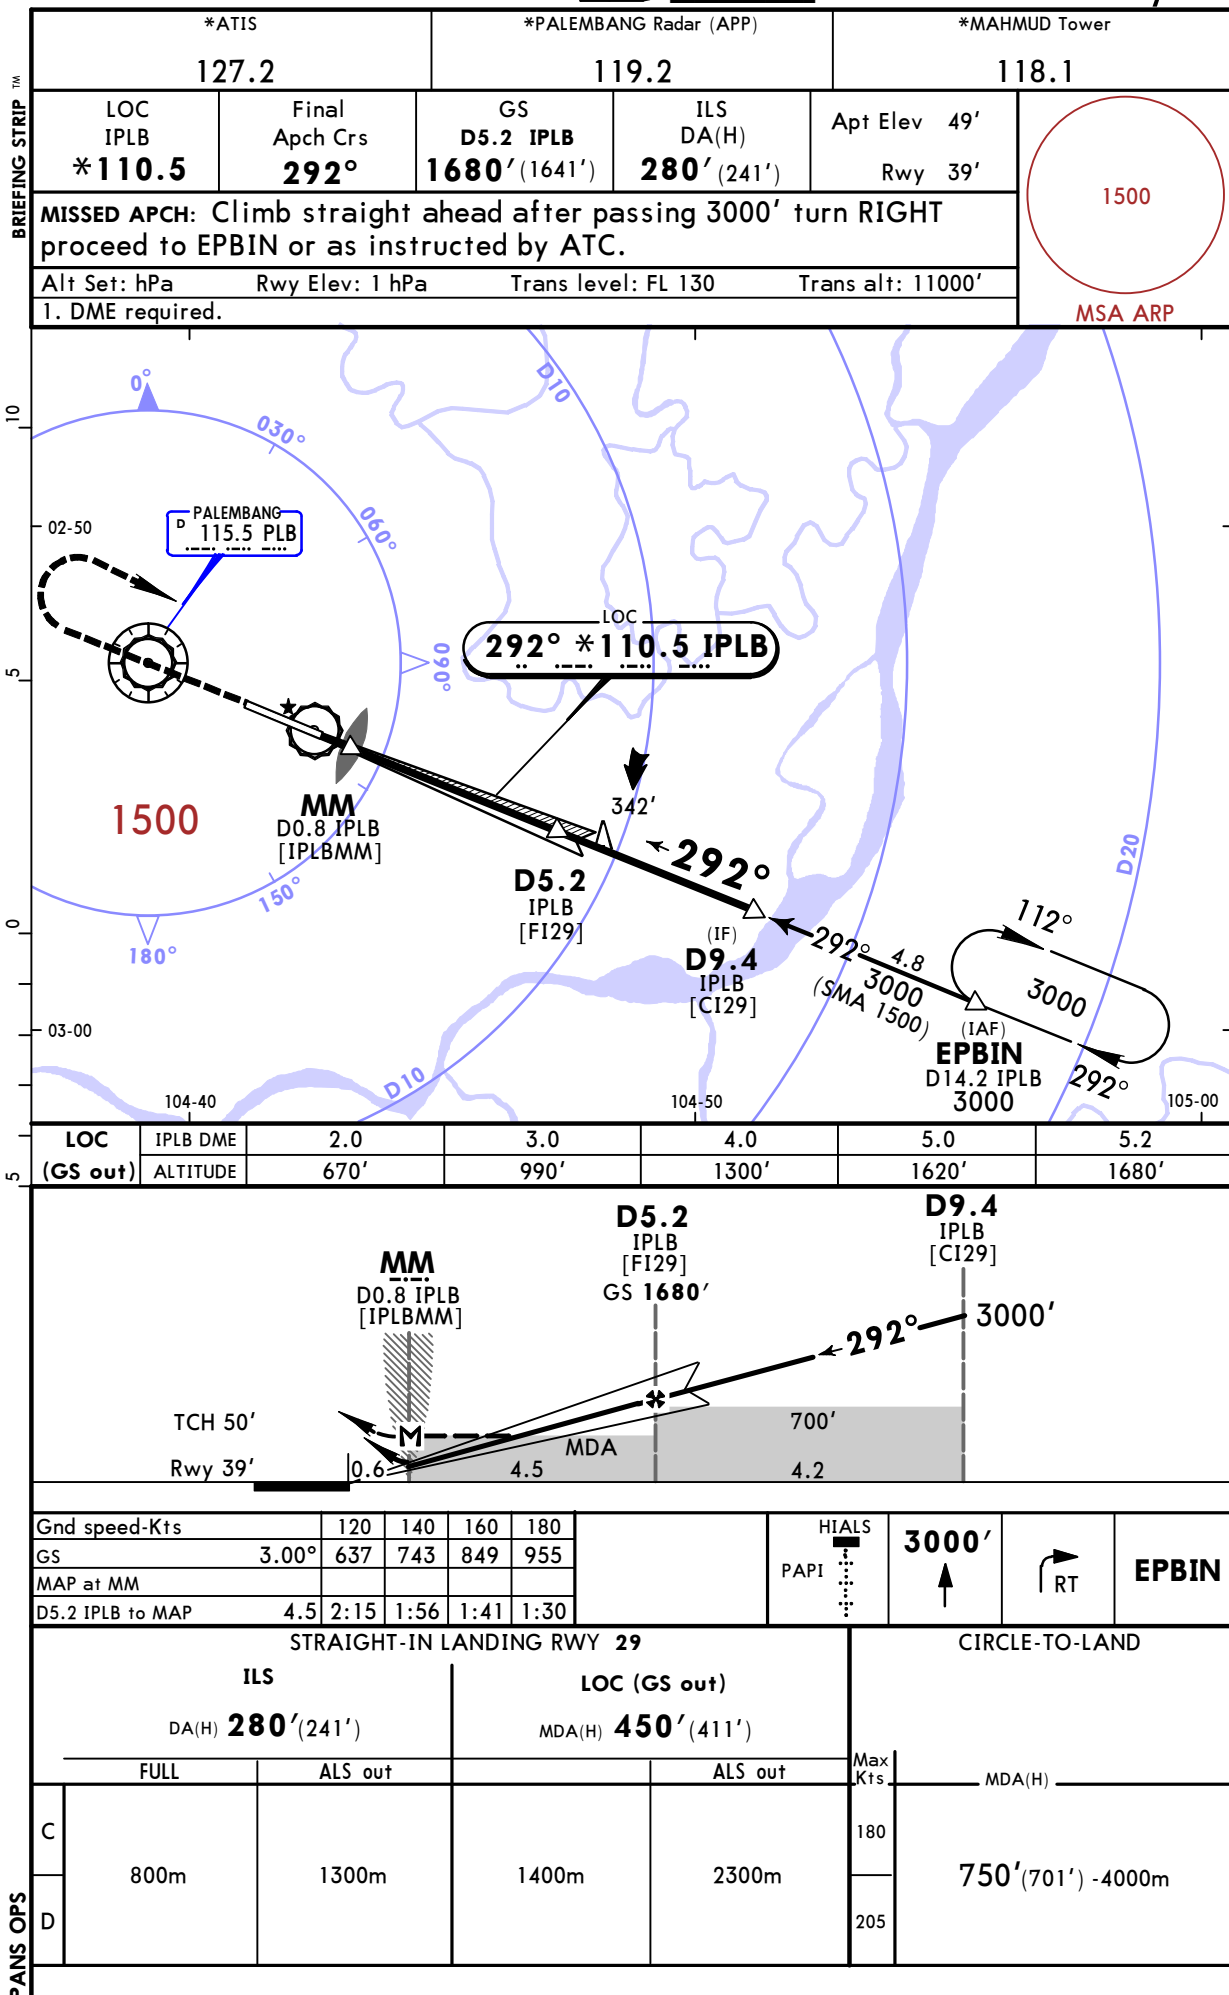 *ATIS
127.2
*PALEMBANG Radar (APP)
119.2
*MAHMUD Tower
118.1
BRIEFING STRIP TM
LOC
IPLB
*110.5
Final
Apch Crs
292°
GS
D5.2 IPLB
1680'(1641')
ILS
DA(H)
280'(241')
Apt Elev 49'
Rwy 39'
1500
MSA ARP
MISSED APCH: Climb straight ahead after passing 3000' turn RIGHT
proceed to EPBIN or as instructed by ATC.
Alt Set: hPa Rwy Elev: 1 hPa Trans level: FL 130 Trans alt: 11000'
1. DME required.
10
5
0
5
0°
030°
060°
090°
150°
180°
D10
D10
D20
02-50
03-00
104-40
104-50
105-00
PALEMBANG
D 115.5 PLB
LOC
292° *110.5 IPLB
1500
MM
D0.8 IPLB
[IPLBMM]
342'
D5.2
IPLB
[FI29]
292°
(IF)
D9.4
IPLB
[CI29]
292° 4.8
3000
(SMA 1500)
112°
3000
292°
(IAF)
EPBIN
D14.2 IPLB
3000
LOC
(GS out)
IPLB DME 2.0 3.0 4.0 5.0 5.2
ALTITUDE 670' 990' 1300' 1620' 1680'
MM
D0.8 IPLB
[IPLBMM]
D5.2
IPLB
[FI29]
GS 1680'
D9.4
IPLB
[CI29]
3000'
292°
TCH 50'
M
MDA
700'
Rwy 39'
0.6
4.5
4.2
Gnd speed-Kts 120 140 160 180
GS 3.00° 637 743 849 955
MAP at MM
D5.2 IPLB to MAP 4.5 2:15 1:56 1:41 1:30
HIALS
PAPI
3000'
RT
EPBIN
STRAIGHT-IN LANDING RWY 29
CIRCLE-TO-LAND
ILS
DA(H) 280'(241')
LOC (GS out)
MDA(H) 450'(411')
FULL
ALS out
ALS out
Max
Kts
MDA(H)
C
D
800m
1300m
1400m
2300m
180
205
750'(701') -4000m
PANS OPS